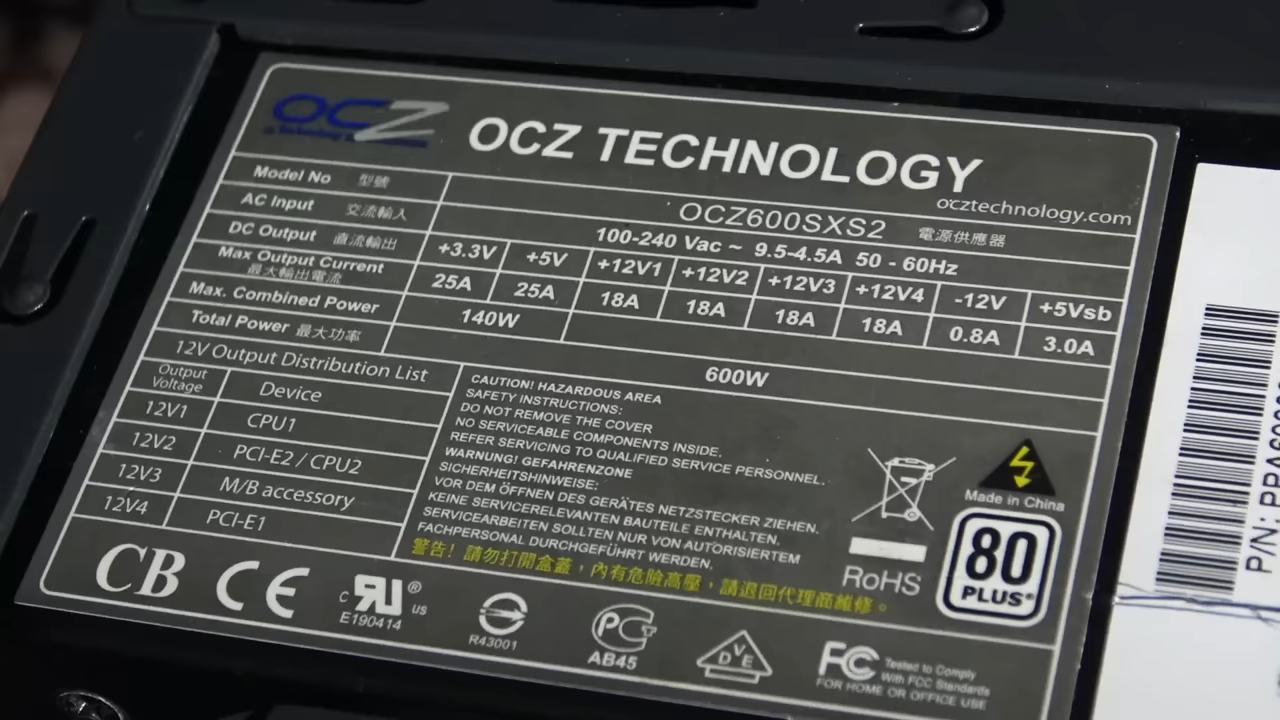 OCZ
OCZ TECHNOLOGY
ocztechnology.com
Model No 型號 OCZ600SXS2 電源供應器
AC Input 交流輸入 100-240 Vac ~ 9.5-4.5A 50 - 60Hz
DC Output 直流輸出 +3.3V +5V +12V1 +12V2 +12V3 +12V4 -12V +5Vsb
Max Output Current 25A 25A 18A 18A 18A 18A 0.8A 3.0A
最大輸出電流
Max. Combined Power 140W
Total Power 最大功率 600W
12V Output Distribution List
Output Voltage Device
12V1 CPU1
12V2 PCI-E2 / CPU2
12V3 M/B accessory
12V4 PCI-E1
CAUTION! HAZARDOUS AREA
SAFETY INSTRUCTIONS:
DO NOT REMOVE THE COVER
NO SERVICEABLE COMPONENTS INSIDE.
REFER SERVICING TO QUALIFIED SERVICE PERSONNEL.
WARNUNG! GEFAHRENZONE
SICHERHEITSHINWEISE:
VOR DEM ÖFFNEN DES GERÄTES NETZSTECKER ZIEHEN.
KEINE SERVICERELEVANTEN BAUTEILE ENTHALTEN.
SERVICEARBEITEN SOLLTEN NUR VON AUTORISIERTEM
FACHPERSONAL DURCHGEFÜHRT WERDEN.
警告! 請勿打開盒蓋，內有危險高壓，請退回代理商維修。
Made in China
RoHS
80
PLUS®
CB CE
c RU ® US
E190414
R43001
PG
AB45
DVE
FC Tested to Comply
With FCC Standards
FOR HOME OR OFFICE USE
P/N: